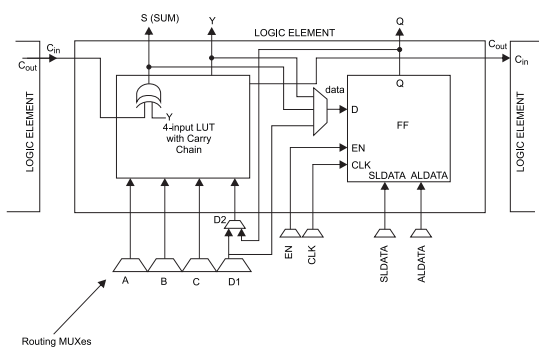 S (SUM)
Y
Q
LOGIC ELEMENT
Cin
Cout
LOGIC ELEMENT
Y
4-input LUT
with Carry
Chain
data
D
Q
FF
EN
CLK
SLDATA
ALDATA
Cout
Cin
LOGIC ELEMENT
D2
EN
CLK
SLDATA
ALDATA
A
B
C
D1
Routing MUXes